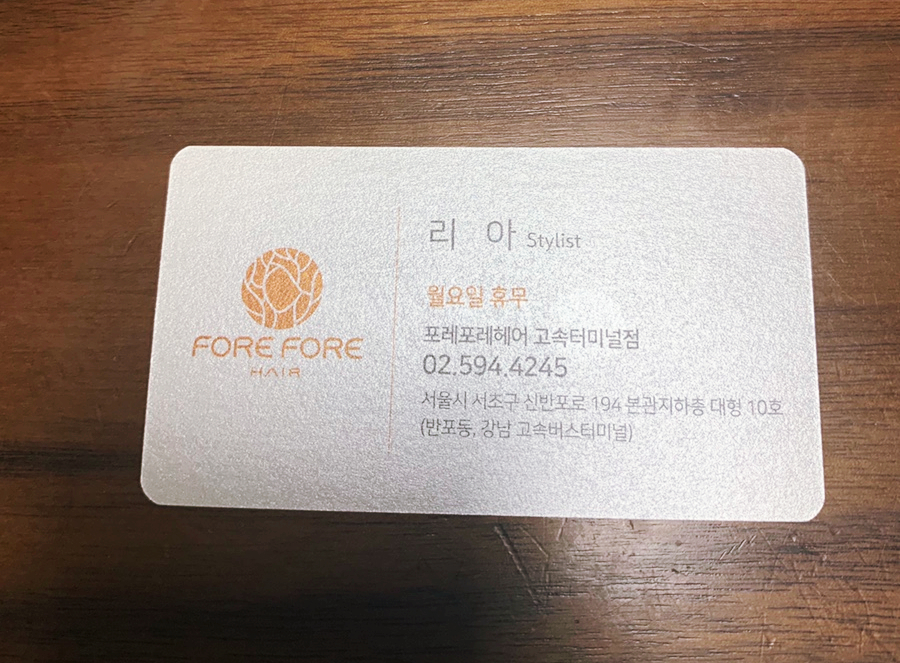 FORE FORE
HAIR
리 아 Stylist
월요일 휴무
포레포레헤어 고속터미널점
02.594.4245
서울시 서초구 신반포로 194 본관지하층 대형 10호
(반포동, 강남 고속버스터미널)